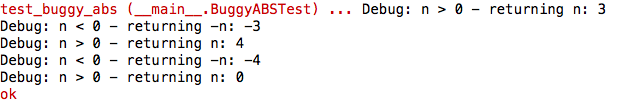 test_buggy_abs (__main__.BuggyABSTest) ... Debug: n > 0 - returning n: 3
Debug: n < 0 - returning -n: -3
Debug: n > 0 - returning n: 4
Debug: n < 0 - returning -n: -4
Debug: n > 0 - returning n: 0
ok